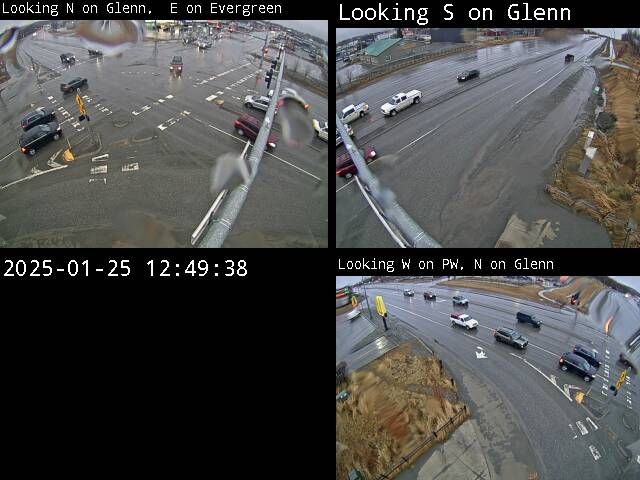 Looking N on Glenn,  E on Evergreen
Looking S on Glenn
2025-01-25 12:49:38
Looking W on PW, N on Glenn